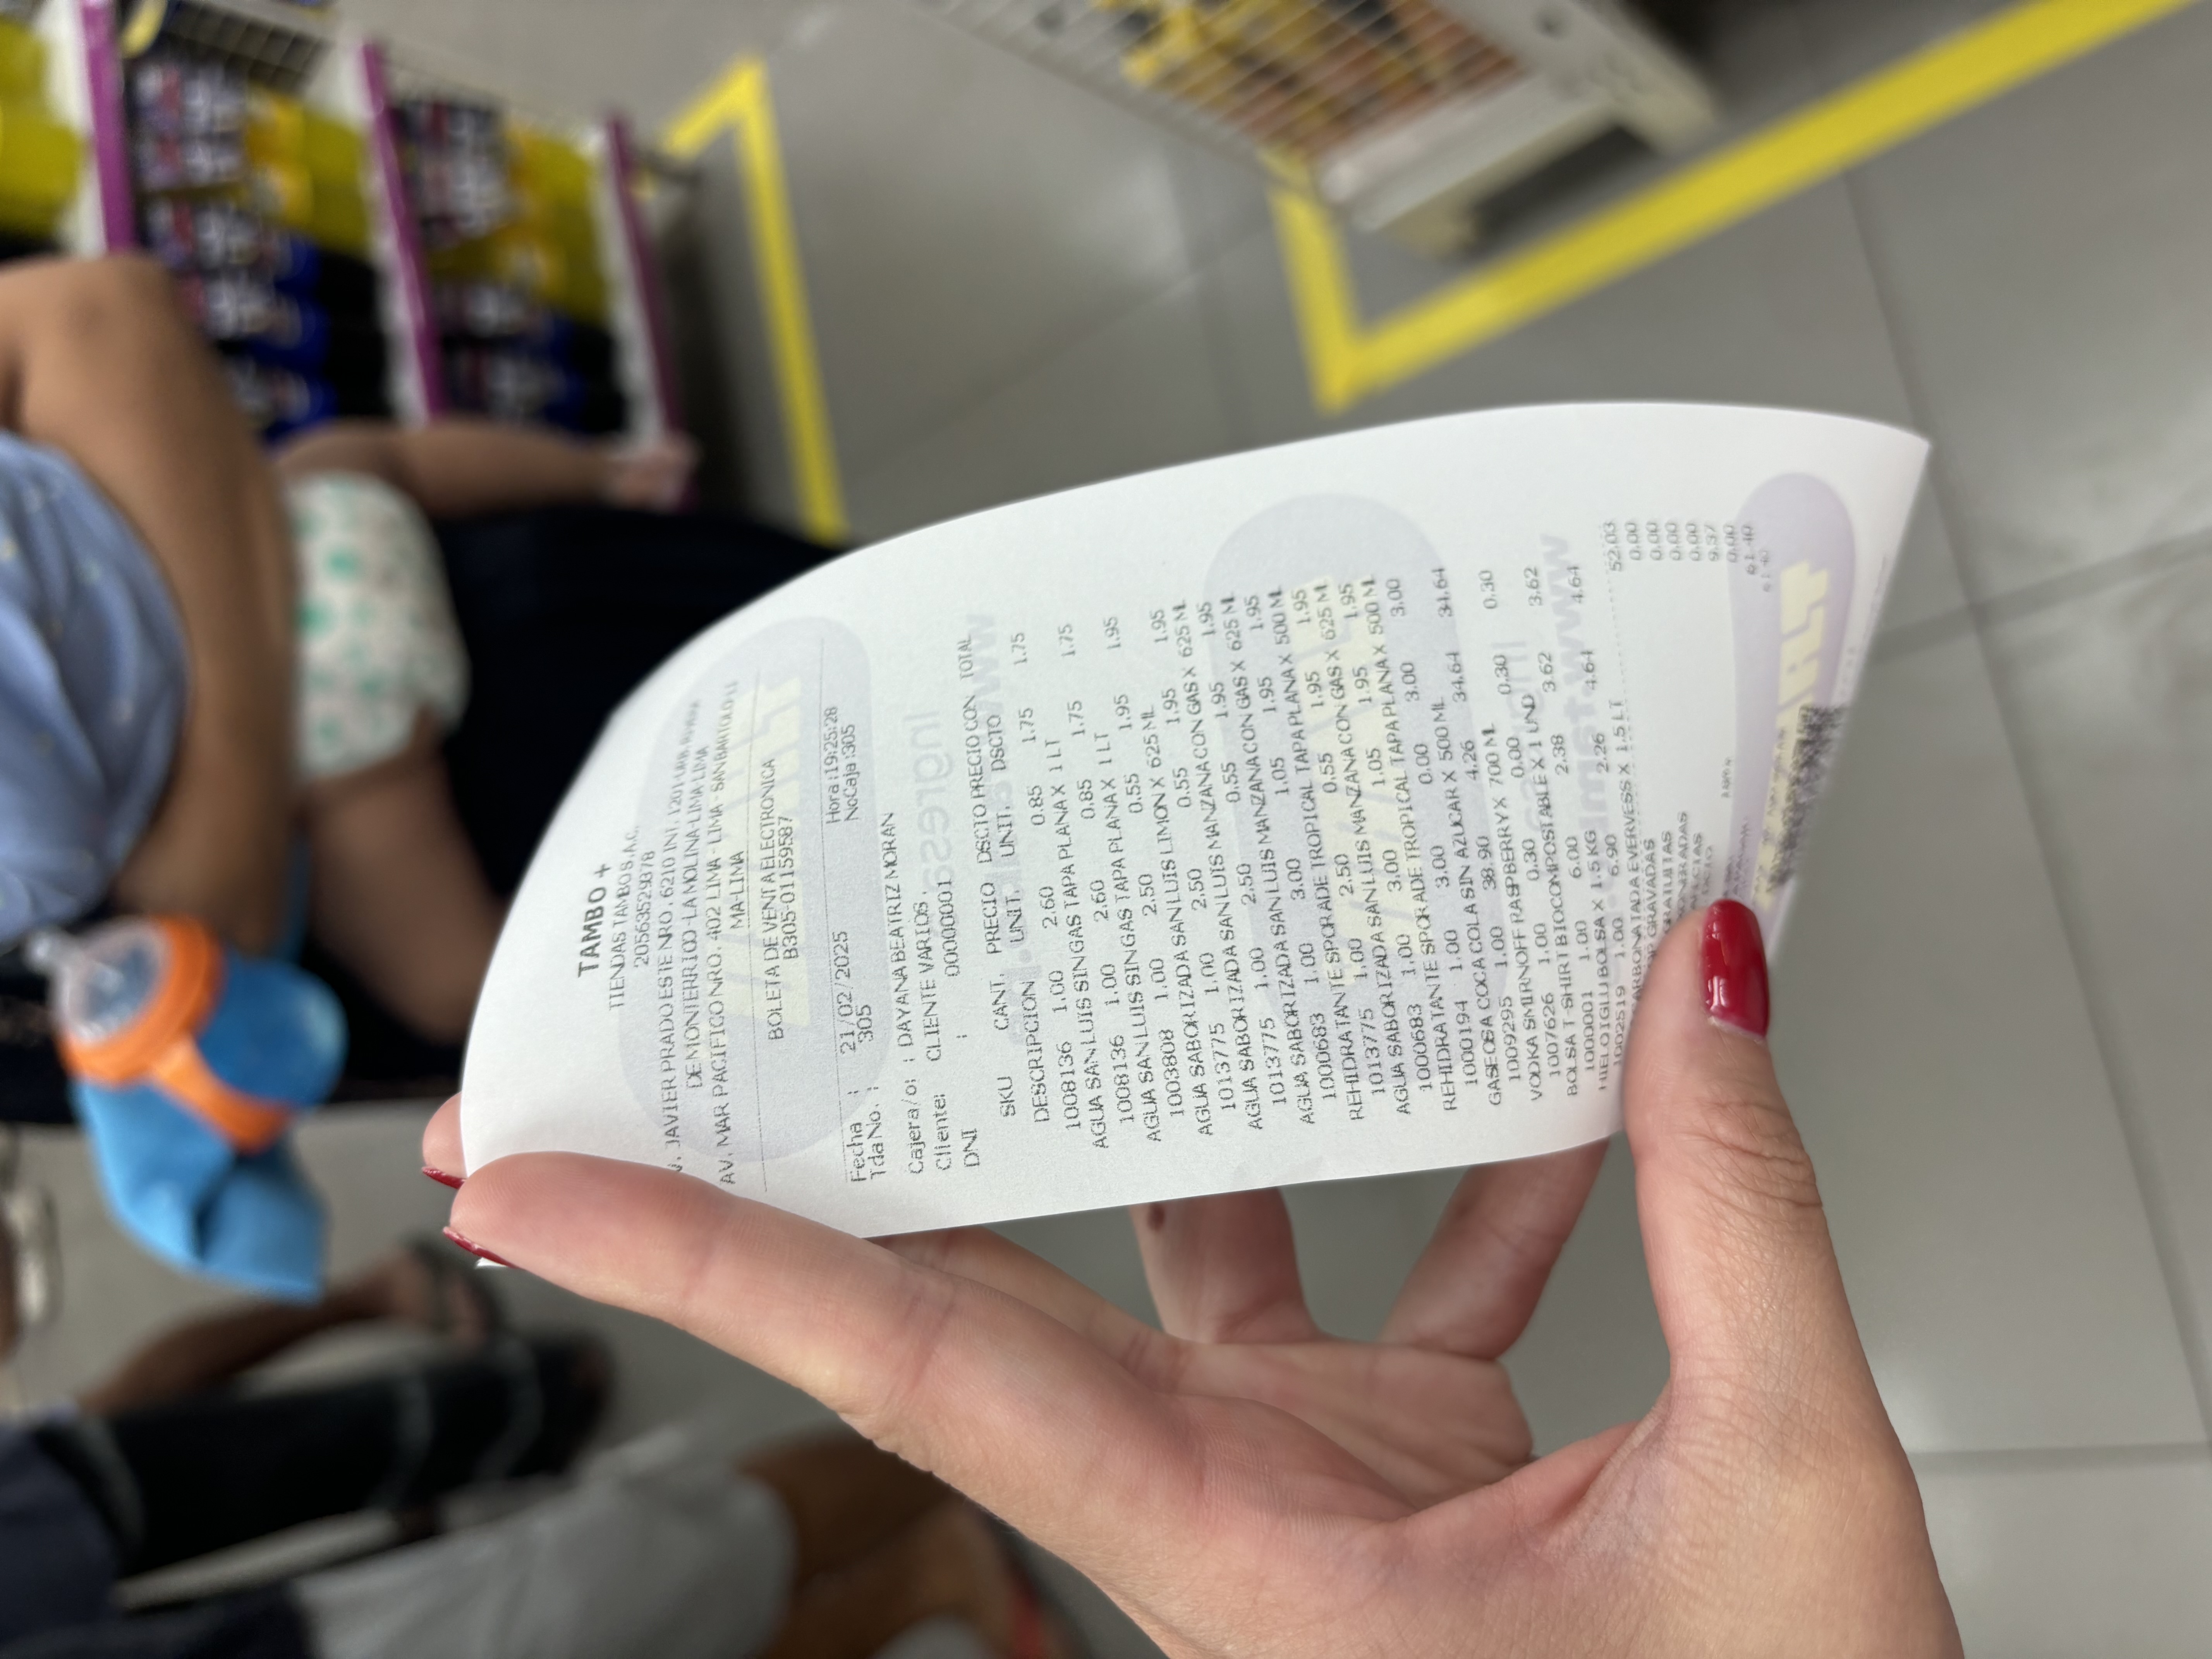 TAMBO +
TIENDAS TAMBO S.A.C.
20563529378
V. JAVIER PRADO ESTE NRO. 6210 INT. 1201-URB. RIVERA
DE MONTERRICO-LA MOLINA-LIMA-LIMA
AV. MAR PACIFICO NRO. 402 LIMA - LIMA - SAN BARTOLO-LI
MA-LIMA
BOLETA DE VENTA ELECTRONICA
B305-01159587
Fecha : 21/02/2025 Hora :19:25:28
Tda No. : 305 NoCaja :305
Cajera/o: : DAYANA BEATRIZ MORAN
Cliente: CLIENTE VARIOS .
DNI : 00000001
SKU CANT. PRECIO DSCTO PRECIO CON TOTAL
DESCRIPCION UNIT. UNIT. DSCTO
1008136 1.00 2.60 0.85 1.75 1.75
AGUA SAN LUIS SIN GAS TAPA PLANA X 1 LT
1008136 1.00 2.60 0.85 1.75 1.75
AGUA SAN LUIS SIN GAS TAPA PLANA X 1 LT
1003808 1.00 2.50 0.55 1.95 1.95
AGUA SABORIZADA SAN LUIS LIMON X 625 ML
1013775 1.00 2.50 0.55 1.95 1.95
AGUA SABORIZADA SAN LUIS MANZANA CON GAS X 625 ML
1013775 1.00 2.50 0.55 1.95 1.95
AGUA SABORIZADA SAN LUIS MANZANA CON GAS X 625 ML
1000683 1.00 3.00 1.05 1.95 1.95
REHIDRATANTE SPORADE TROPICAL TAPA PLANA X 500 ML
1013775 1.00 2.50 0.55 1.95 1.95
AGUA SABORIZADA SAN LUIS MANZANA CON GAS X 625 ML
1000683 1.00 3.00 1.05 1.95 1.95
REHIDRATANTE SPORADE TROPICAL TAPA PLANA X 500 ML
1000194 1.00 3.00 0.00 3.00 3.00
GASEOSA COCA COLA SIN AZUCAR X 500 ML
1009295 1.00 38.90 4.26 34.64 34.64
VODKA SMIRNOFF RASPBERRY X 700 ML
1007626 1.00 0.30 0.00 0.30 0.30
BOLSA T-SHIRT BIOCOMPOSTABLE X 1 UND
1000001 1.00 6.00 2.38 3.62 3.62
HIELO IGLU BOLSA X 1.5 KG
1002519 1.00 6.90 2.26 4.64 4.64
CARBONATADA EVERVESS X 1.5 LT
GRAVADAS 52.03
GRATUITAS 0.00
0.00
0.00
0.00
9.37
0.00
61.40
61.40